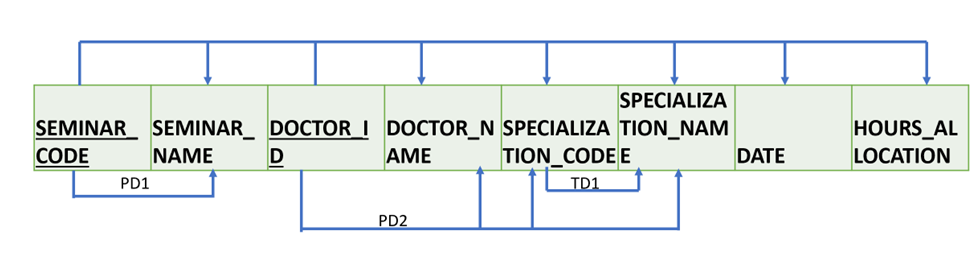 SEMINAR_
CODE
SEMINAR_
NAME
DOCTOR_I
D
DOCTOR_N
AME
SPECIALIZA
TION_CODE
SPECIALIZA
TION_NAM
E
DATE
HOURS_AL
LOCATION
PD1
TD1
PD2